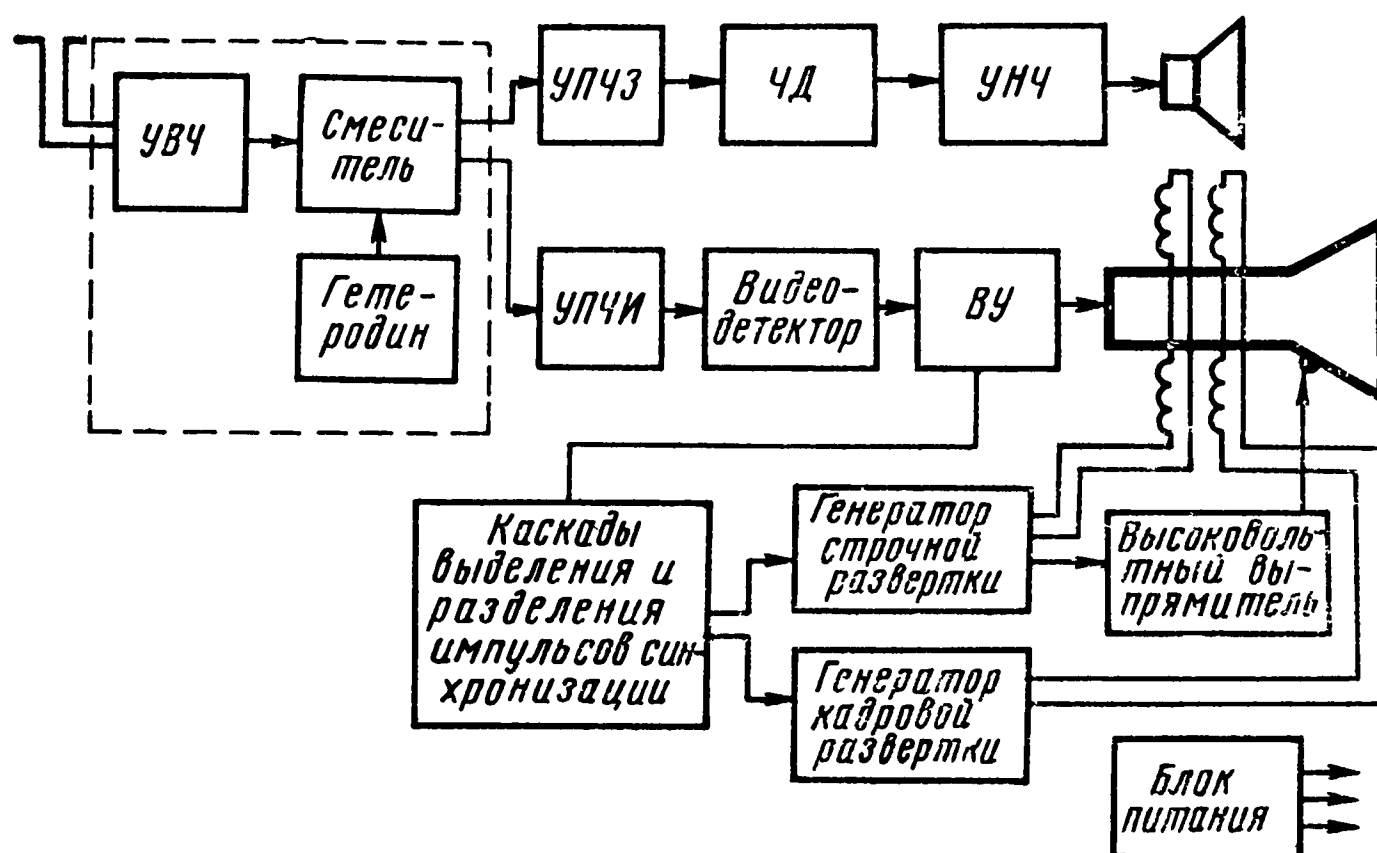 УПЧЗ
ЧД
УНЧ
УВЧ
Смеси-
тель
Гете-
родин
УПЧИ
Видео-
детектор
ВУ
Каскады
выделения и
разделения
импульсов син-
хронизации
Генератор
строчной
развертки
Высоковоль-
тный вы-
прямитель
Генератор
кадровой
развертки
Блок
питания